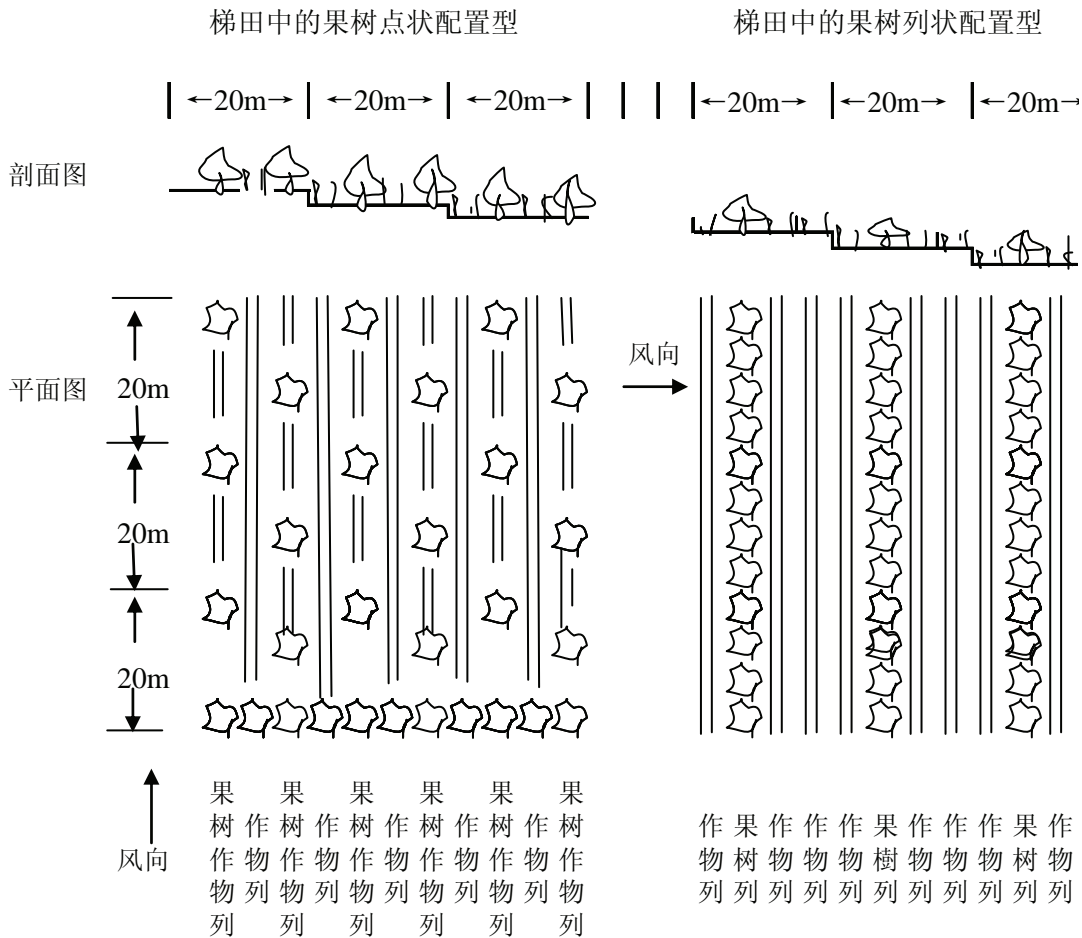 梯田中的果树点状配置型
梯田中的果树列状配置型
←20m→ ←20m→ ←20m→
←20m→ ←20m→ ←20m
剖面图
平面图
20m
20m
20m
风向
风向
果树作物列
作物列
果树作物列
作物列
果树作物列
作物列
果树作物列
作物列
果树作物列
作物列
果树作物列
作物列
果树列
作物列
作物列
作物列
果樹列
作物列
作物列
作物列
果树列
作物列